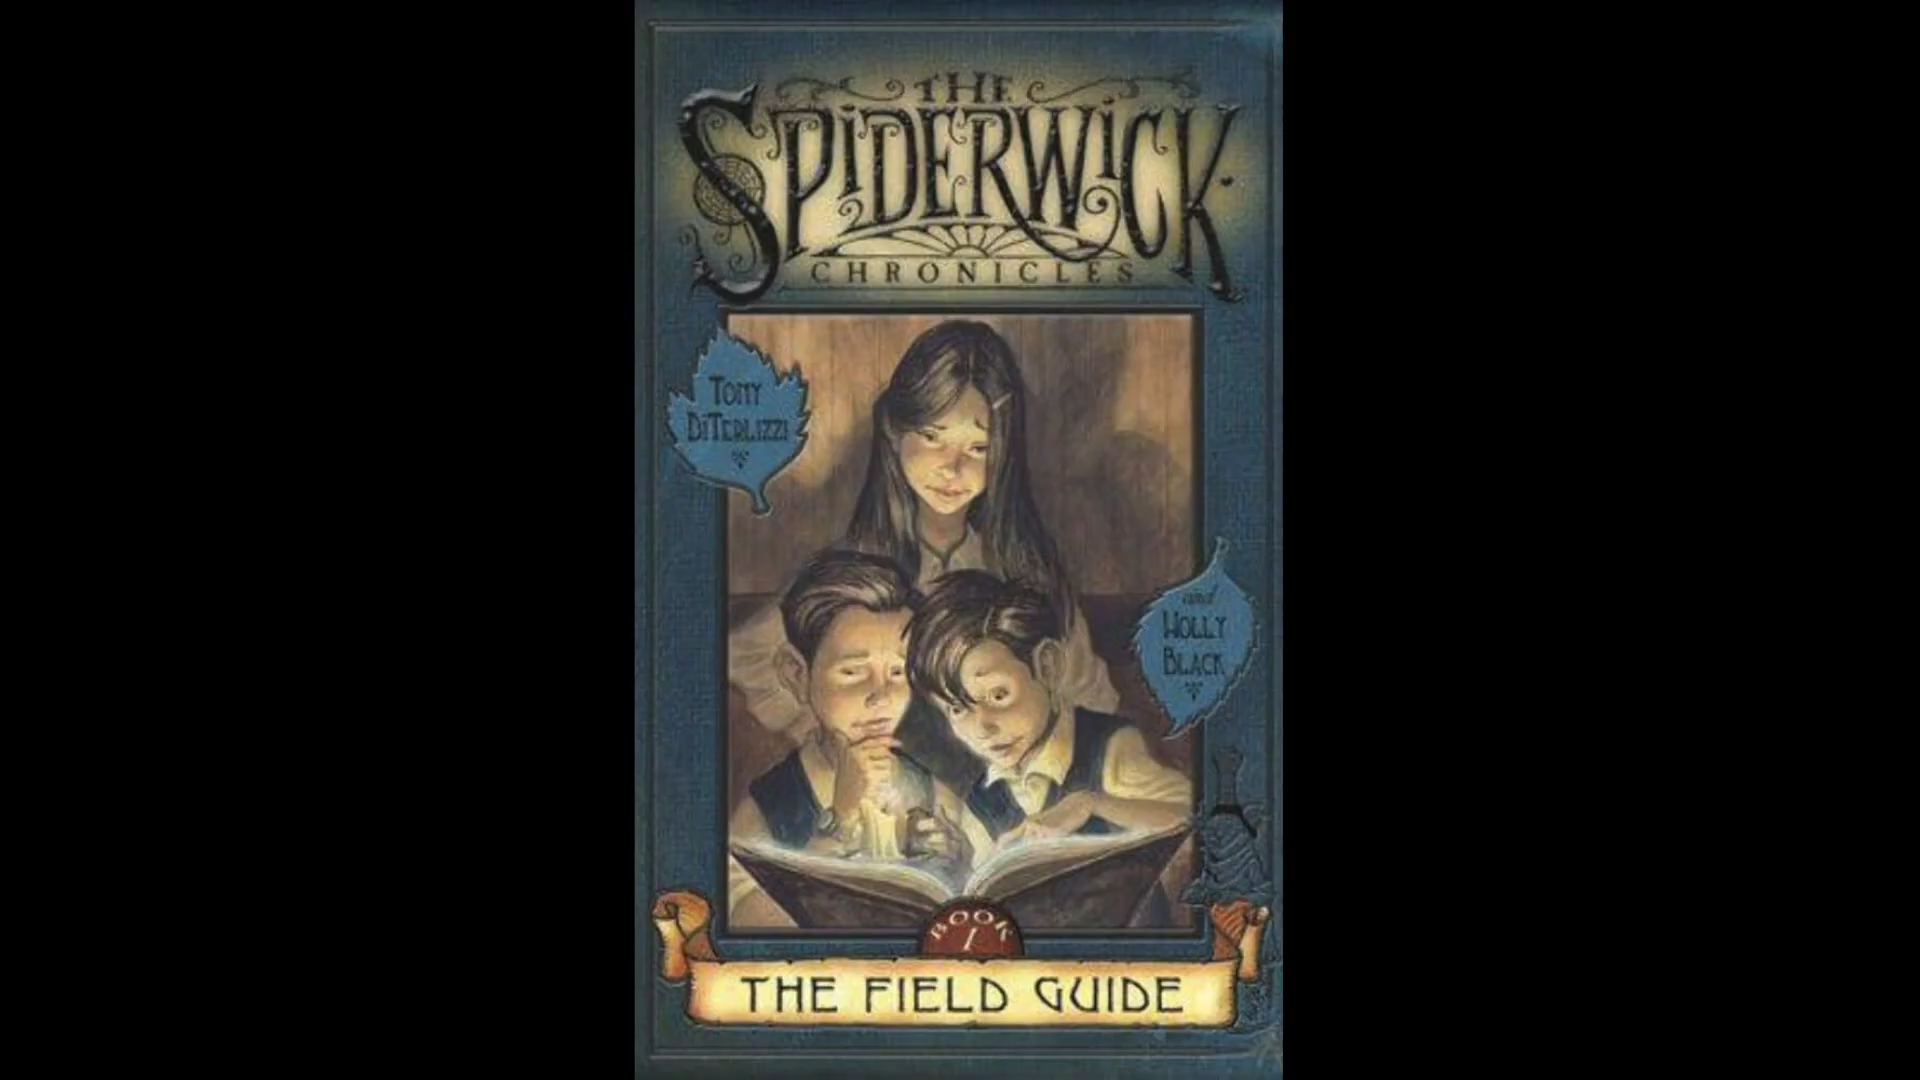 THE
SPIDERWICK
CHRONICLES
TONY
DITERLIZZI
and
HOLLY
BLACK
BOOK
1
THE FIELD GUIDE